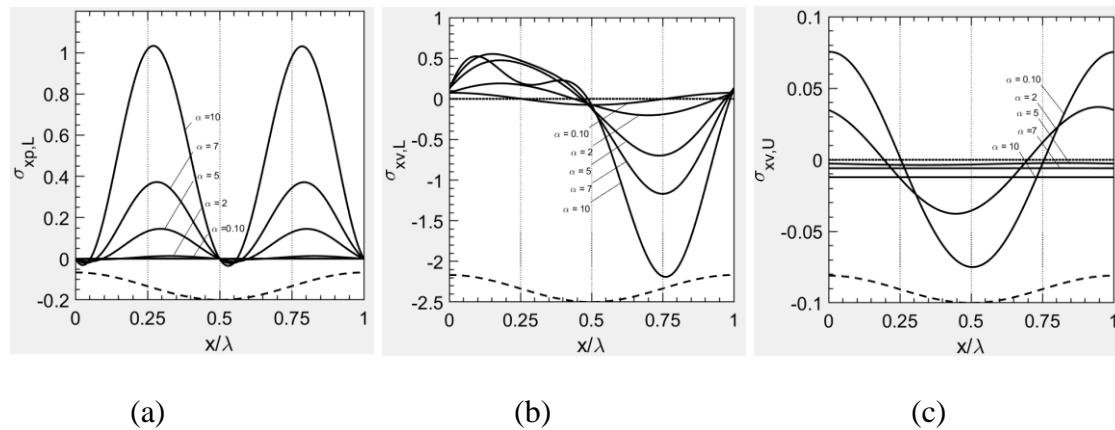 σxp,L
1
0.8
0.6
0.4
0.2
0
-0.2
α =10
α = 7
α = 5
α = 2
α =0.10
0 0.25 0.5 0.75 1
x/λ
(a)
σxv,L
1
0.5
0
-0.5
-1
-1.5
-2
-2.5
α = 0.10
α = 2
α = 5
α = 7
α = 10
0 0.25 0.5 0.75 1
x/λ
(b)
σxv,U
0.1
0.05
0
-0.05
-0.1
α = 0.10
α = 2
α = 5
α = 7
α = 10
0 0.25 0.5 0.75 1
x/λ
(c)